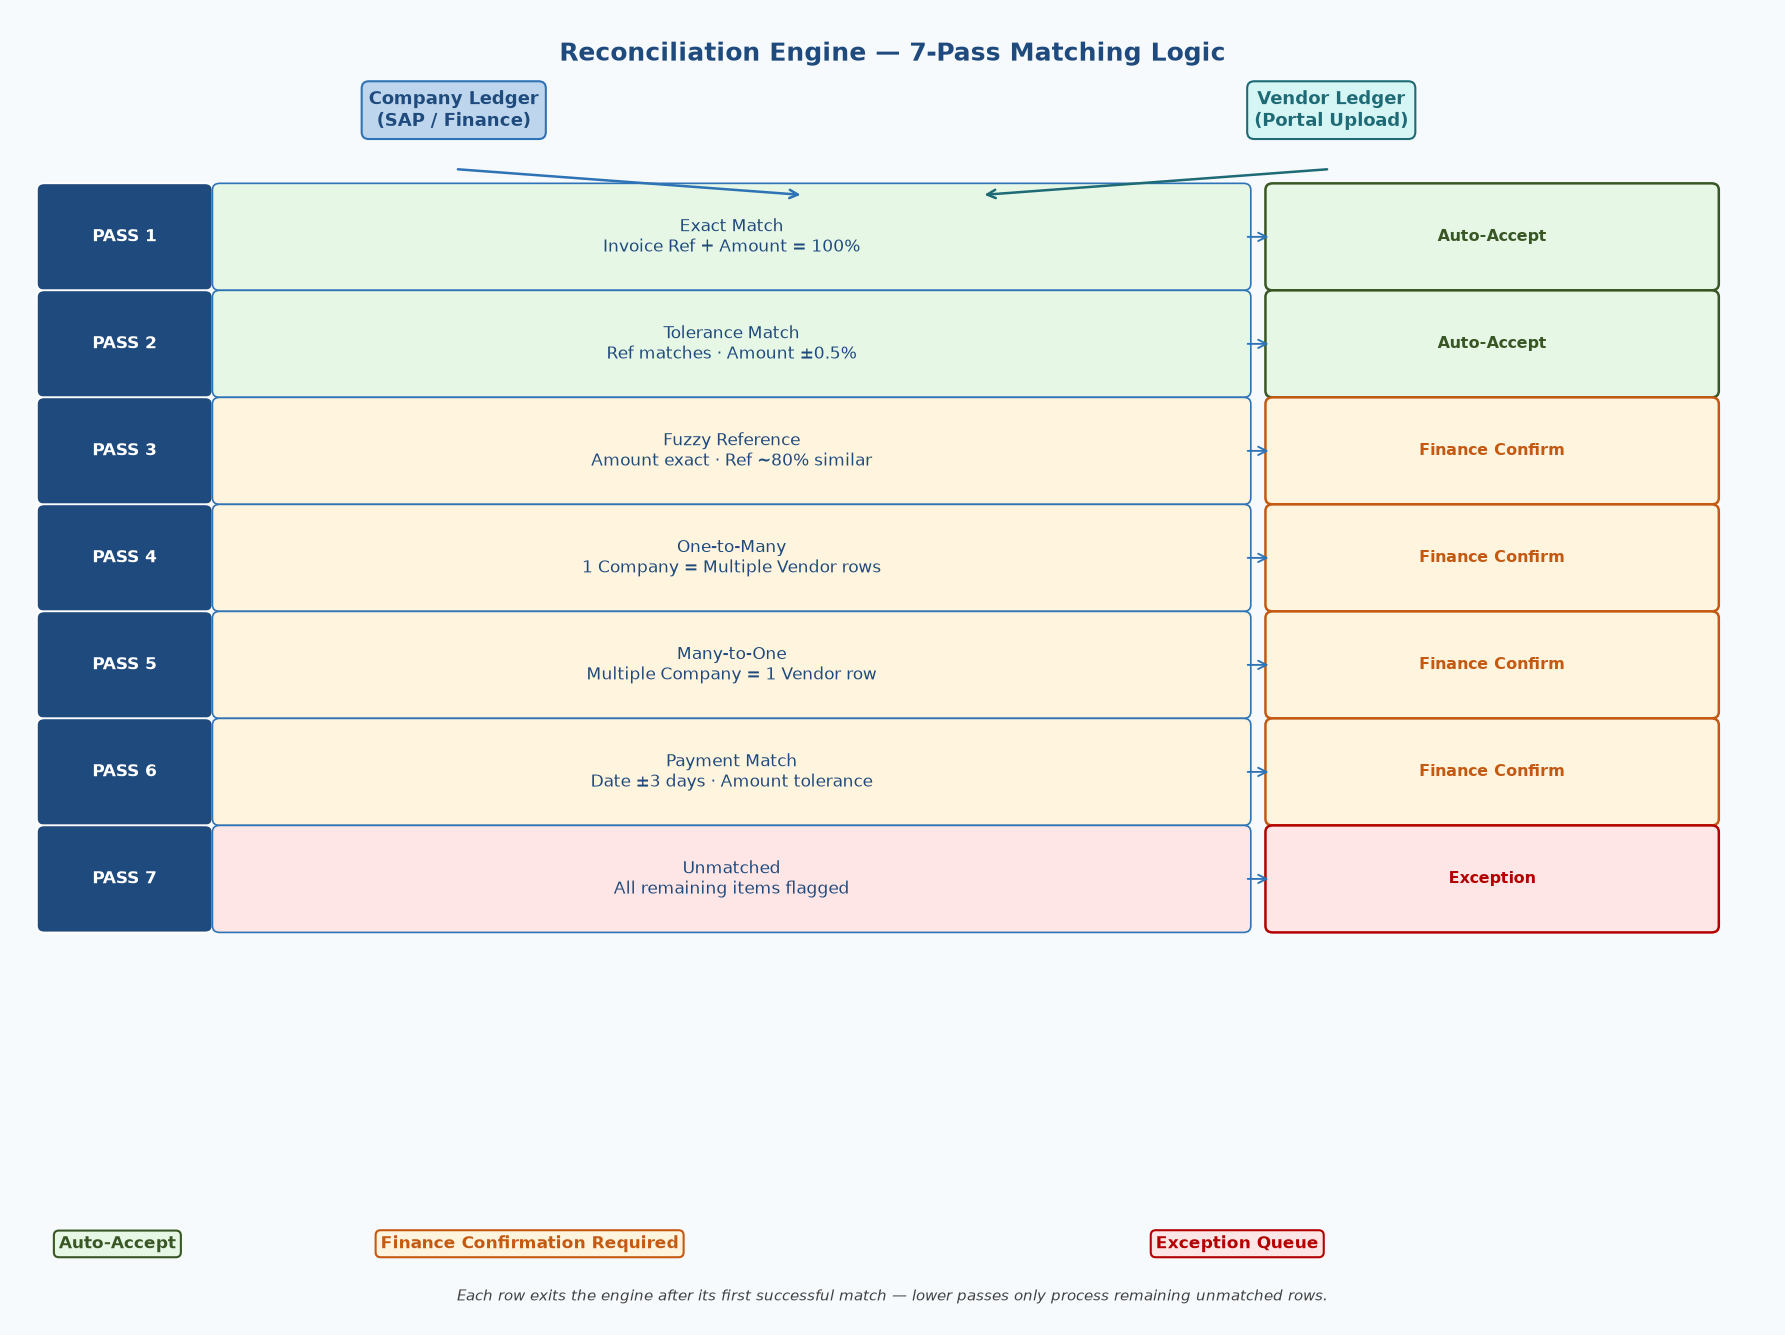 Reconciliation Engine — 7-Pass Matching Logic
Company Ledger
(SAP / Finance)
Vendor Ledger
(Portal Upload)
PASS 1
Exact Match
Invoice Ref + Amount = 100%
Auto-Accept
PASS 2
Tolerance Match
Ref matches · Amount ±0.5%
Auto-Accept
PASS 3
Fuzzy Reference
Amount exact · Ref ~80% similar
Finance Confirm
PASS 4
One-to-Many
1 Company = Multiple Vendor rows
Finance Confirm
PASS 5
Many-to-One
Multiple Company = 1 Vendor row
Finance Confirm
PASS 6
Payment Match
Date ±3 days · Amount tolerance
Finance Confirm
PASS 7
Unmatched
All remaining items flagged
Exception
Auto-Accept
Finance Confirmation Required
Exception Queue
Each row exits the engine after its first successful match — lower passes only process remaining unmatched rows.